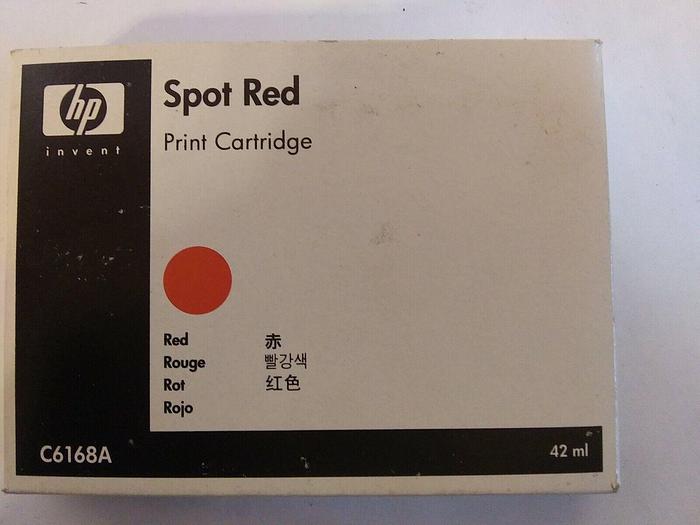 hp
invent
Spot Red
Print Cartridge
Red 赤
Rouge 빨강색
Rot 红色
Rojo
C6168A
42 ml